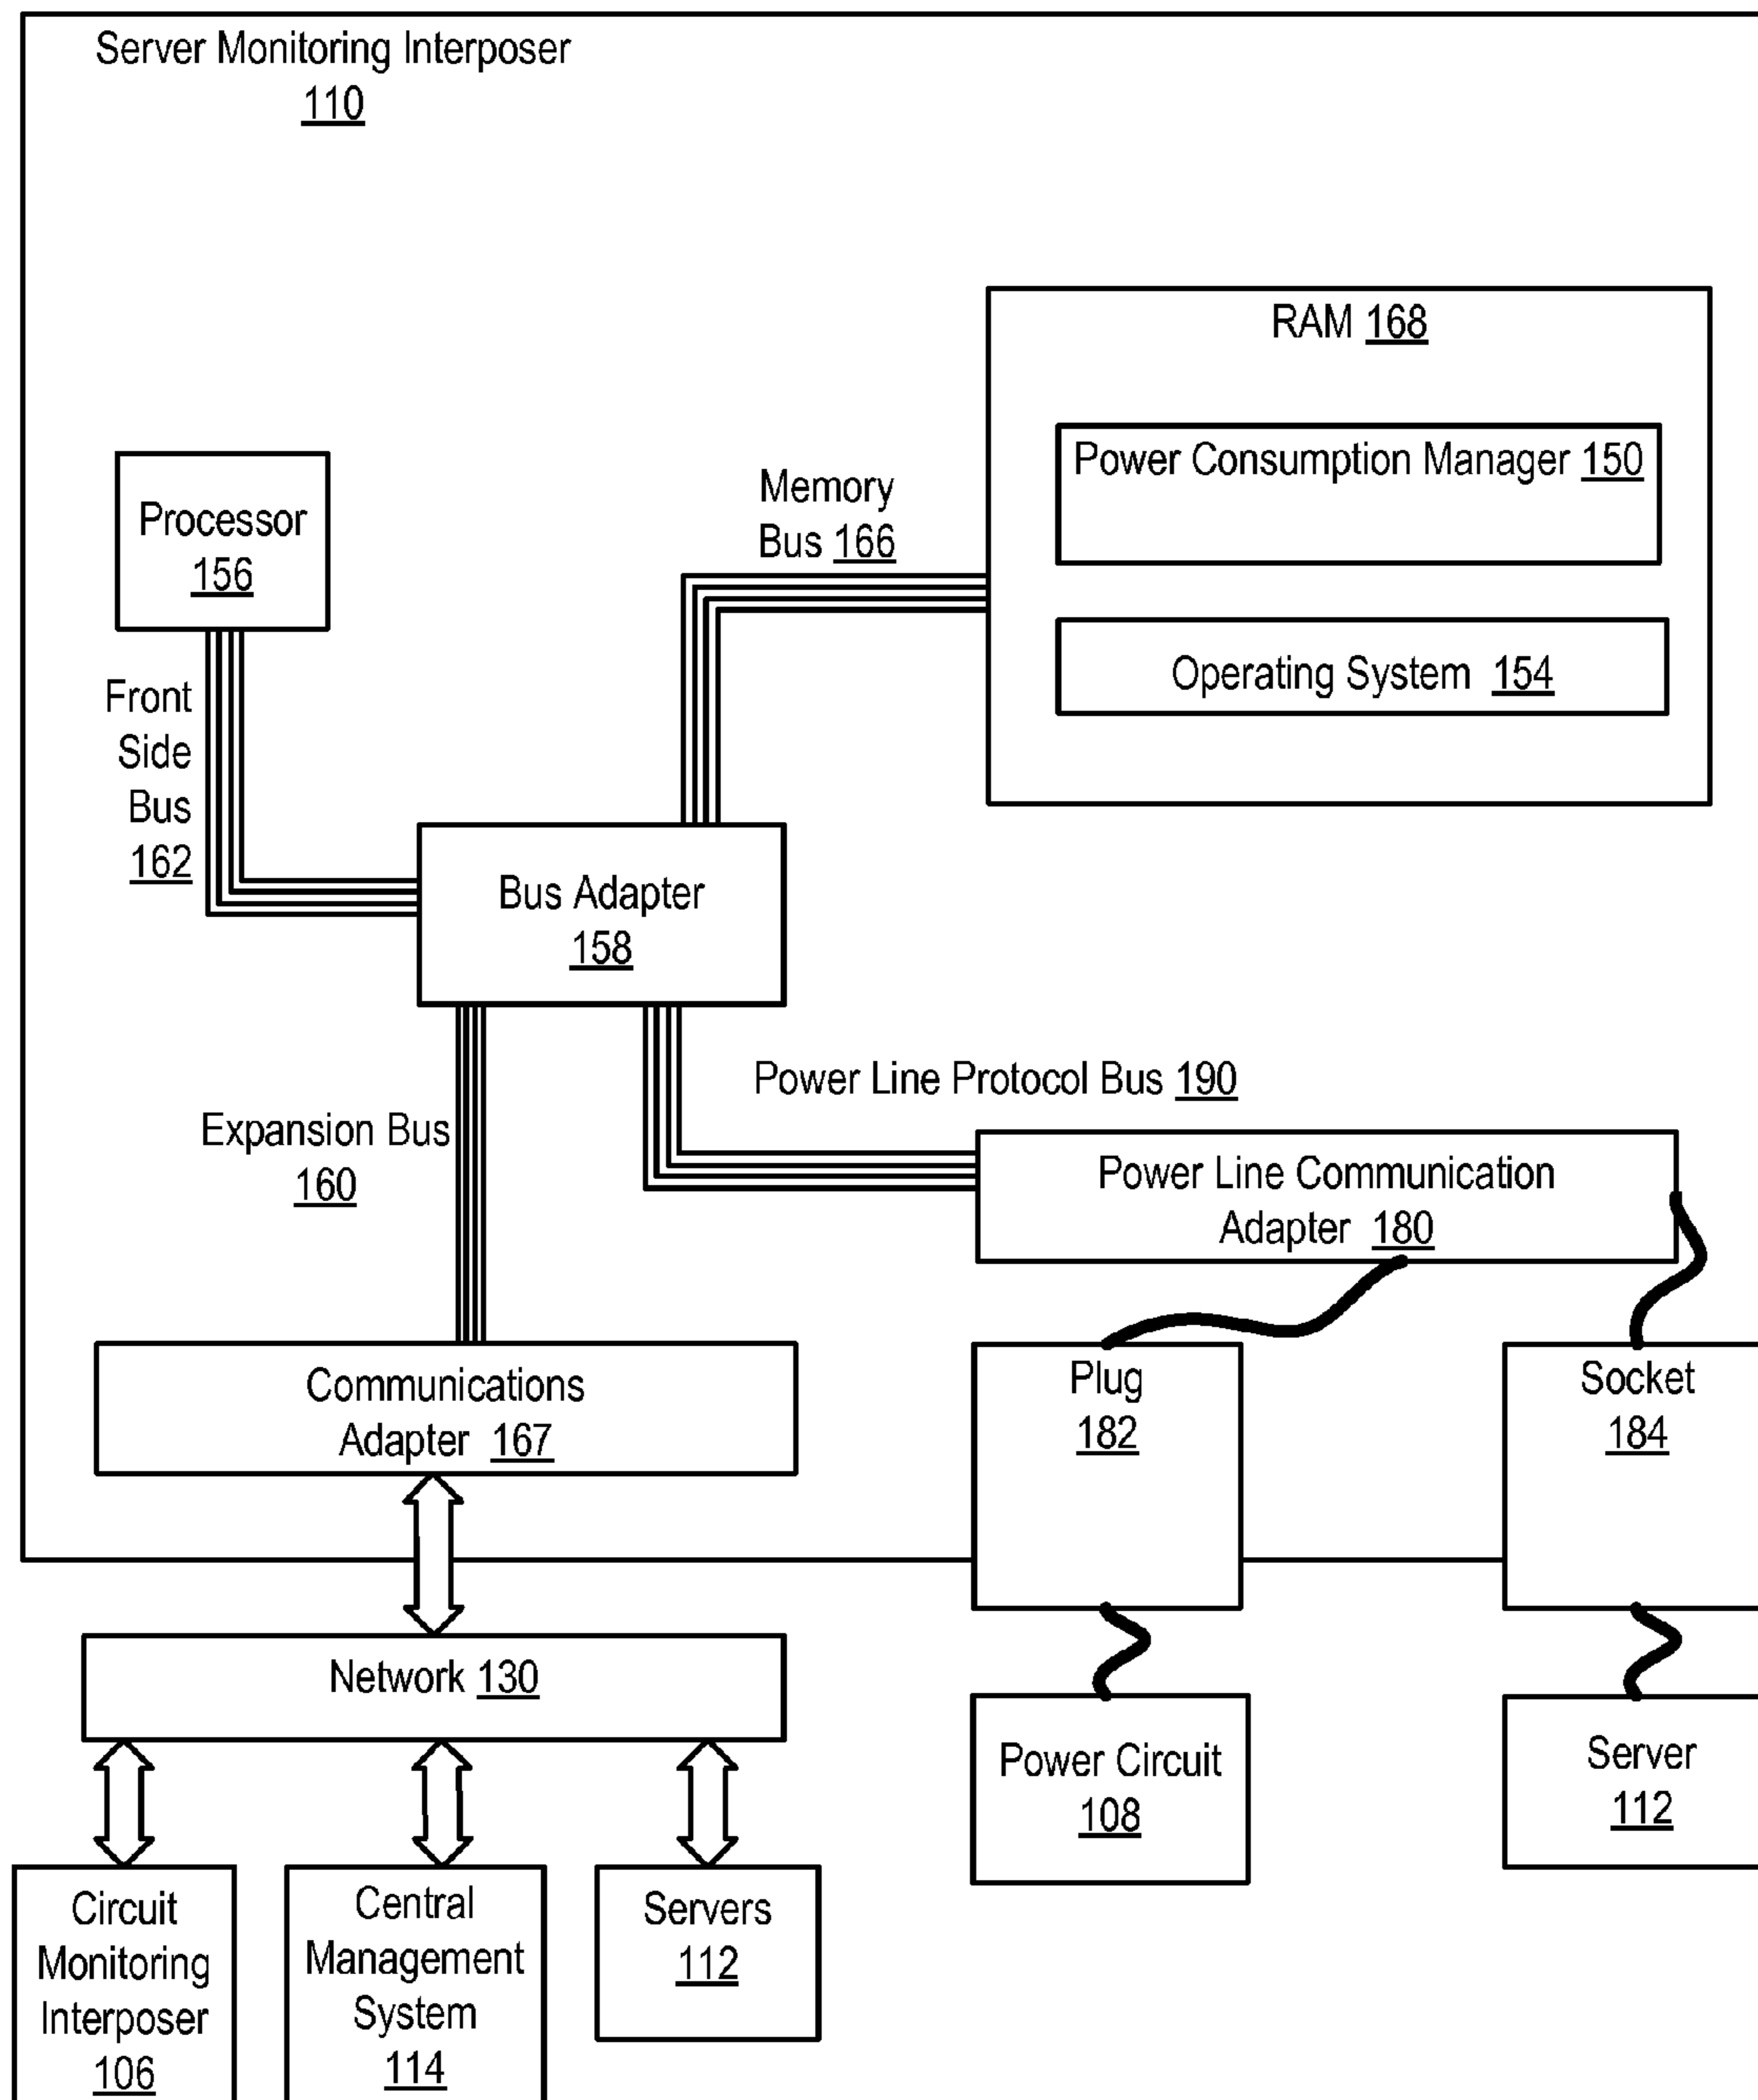 Server Monitoring Interposer
110
RAM 168
Power Consumption Manager 150
Operating System 154
Memory
Bus 166
Processor
156
Front
Side
Bus
162
Bus Adapter
158
Power Line Protocol Bus 190
Expansion Bus
160
Power Line Communication
Adapter 180
Communications
Adapter 167
Plug
182
Socket
184
Network 130
Power Circuit
108
Server
112
Circuit
Monitoring
Interposer
106
Central
Management
System
114
Servers
112